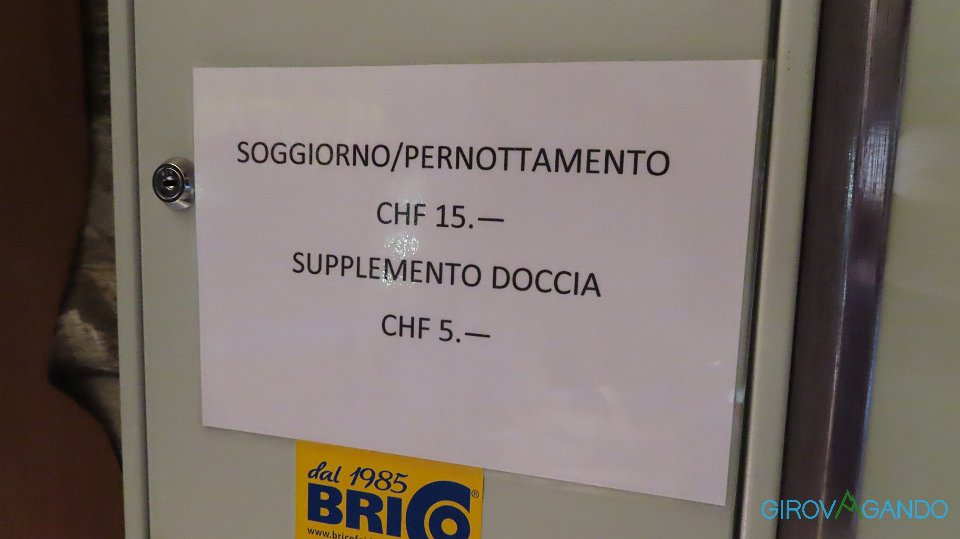 SOGGIORNO/PERNOTTAMENTO
CHF 15.—
SUPPLEMENTO DOCCIA
CHF 5.—
dal 1985
BRICO®
GIROVAGANDO